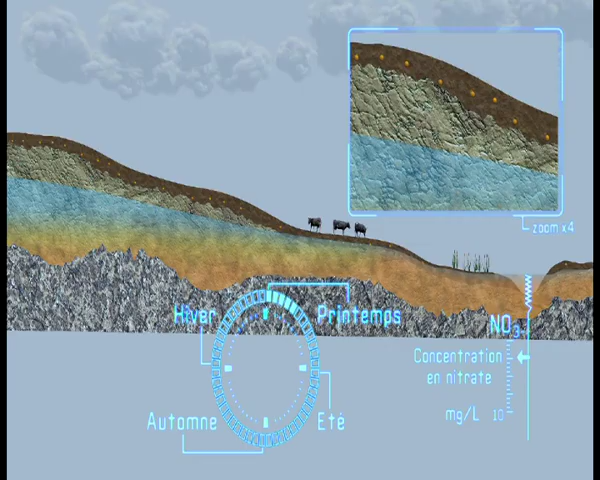 zoom x4
Hiver
Printemps
NO3
Concentration
en nitrate
Automne
Eté
mg/L 10